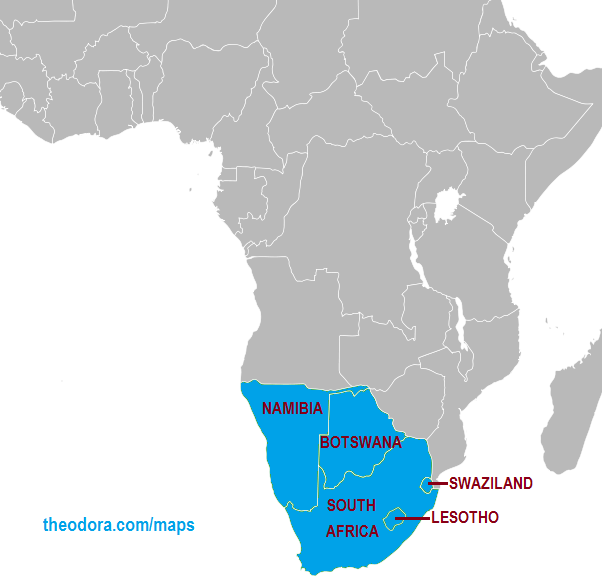 NAMIBIA
BOTSWANA
SWAZILAND
SOUTH
AFRICA
LESOTHO
theodora.com/maps